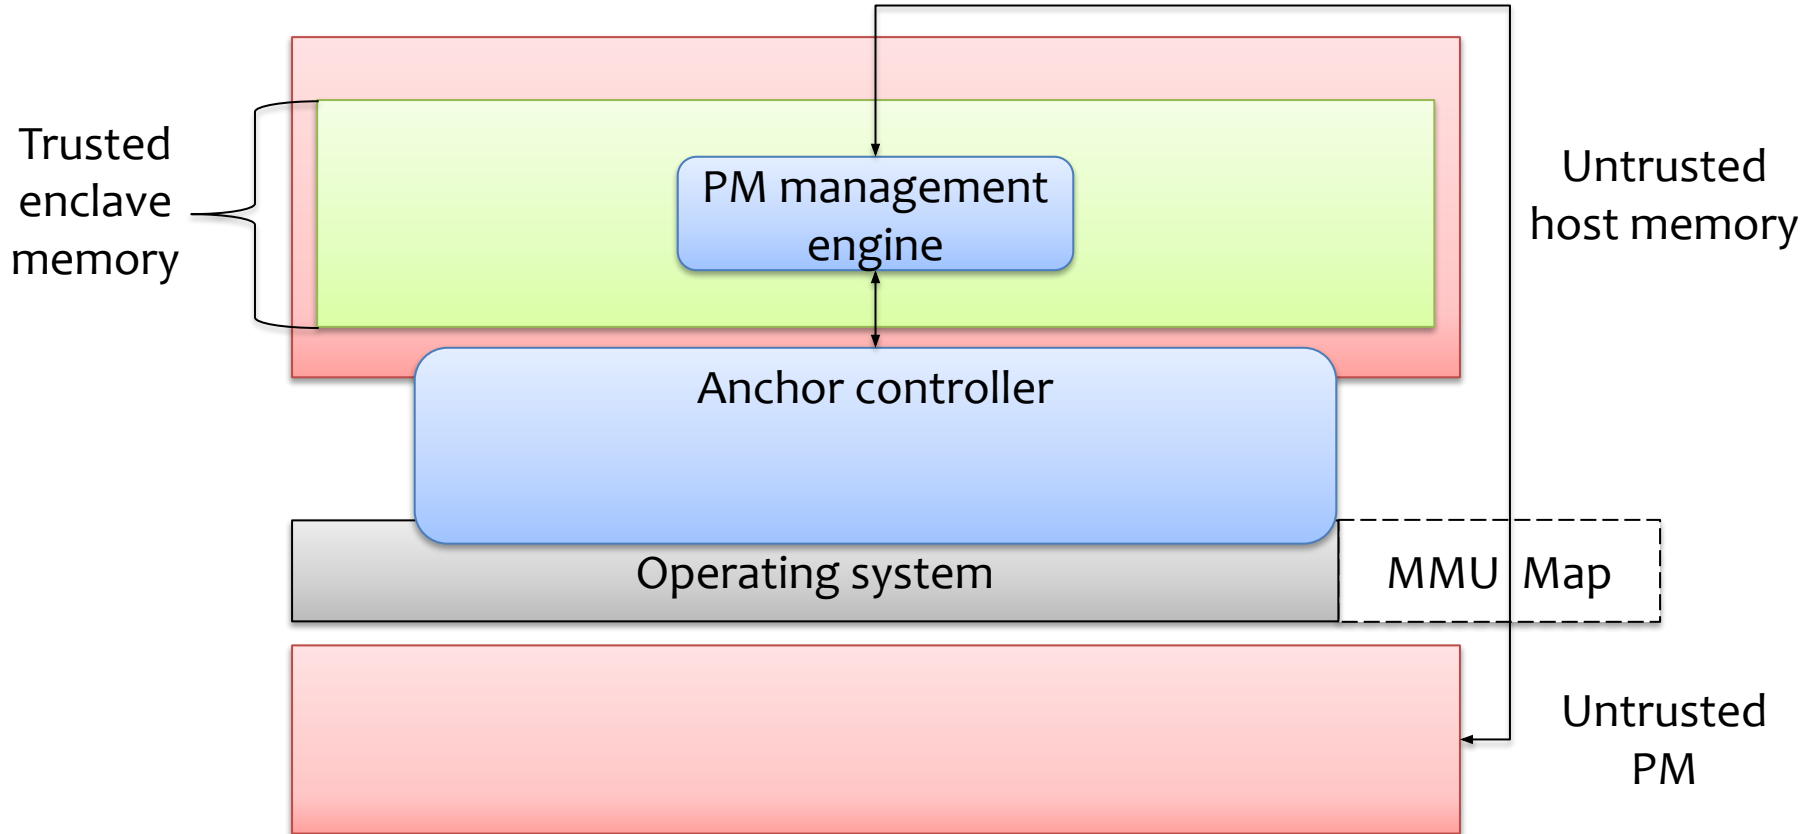 Trusted
enclave
memory
PM management
engine
Untrusted
host memory
Anchor controller
Operating system
MMU Map
Untrusted
PM